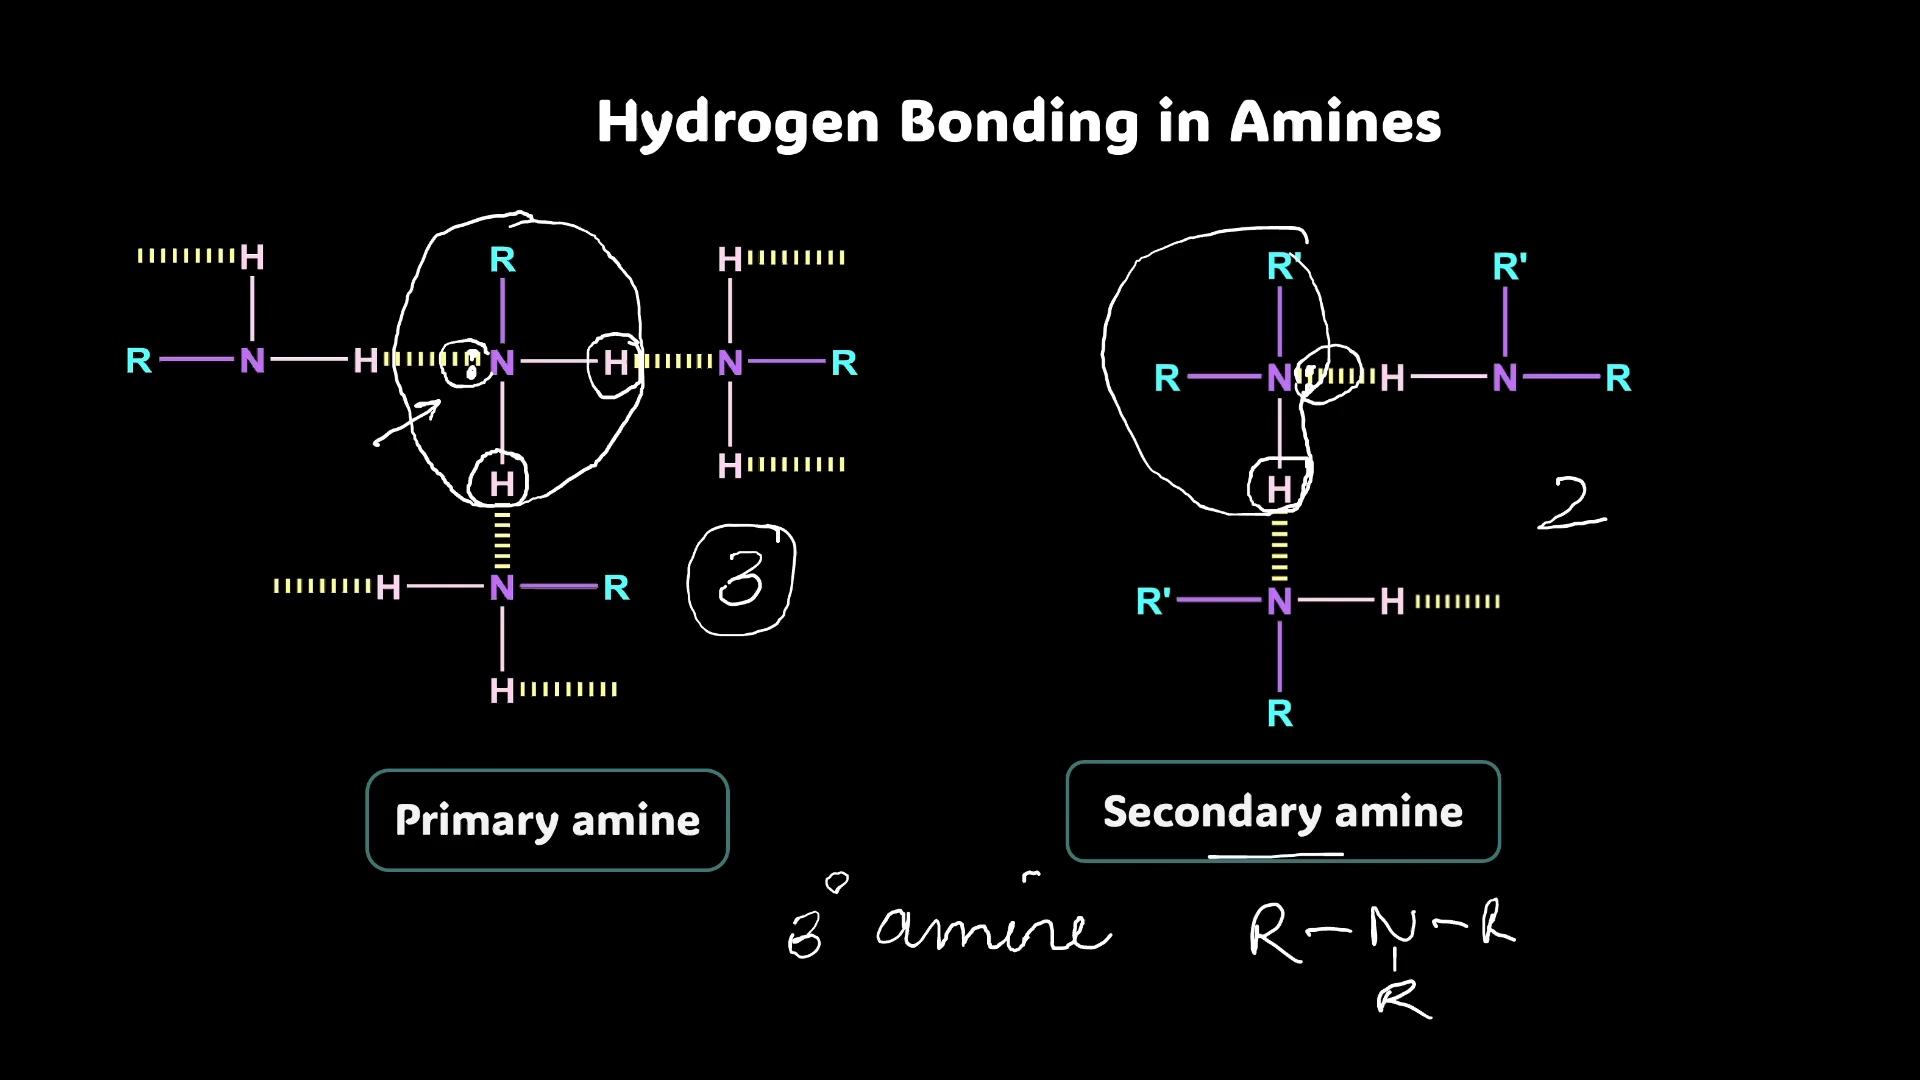 Hydrogen Bonding in Amines
H R H R' R'
R N H N H N R R N H N R
H H H
3 2
H N R R' N H
H R
Primary amine Secondary amine
3° amine R-N-R
R